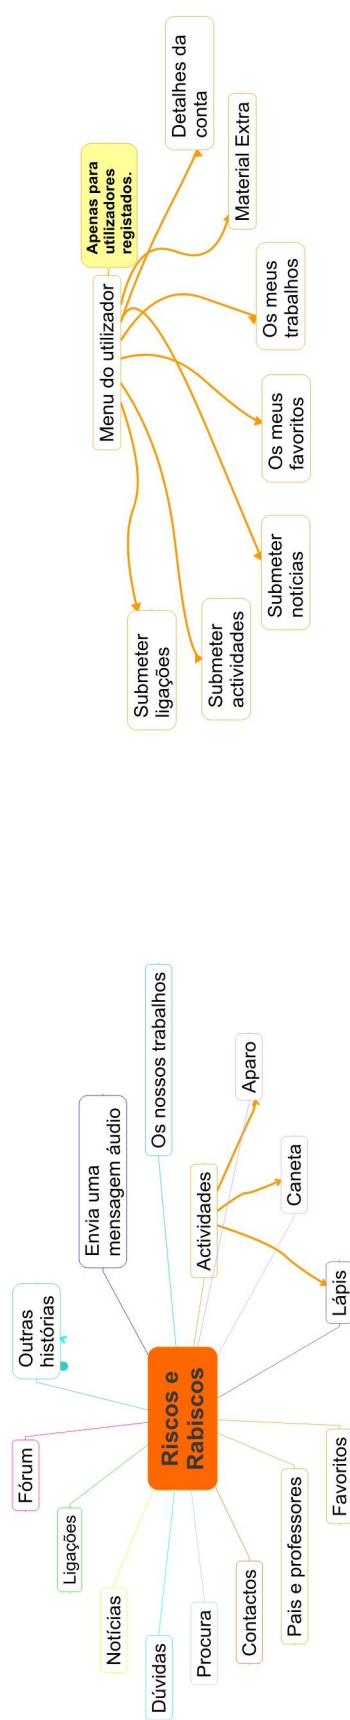 Riscos e
Rabiscos
Outras
histórias
Envia uma
mensagem áudio
Os nossos trabalhos
Actividades
Aparo
Caneta
Lápis
Favoritos
Pais e professores
Contactos
Procura
Dúvidas
Notícias
Ligações
Fórum
Apenas para
utilizadores
registados.
Menu do utilizador
Detalhes da
conta
Material Extra
Os meus
trabalhos
Os meus
favoritos
Submeter
notícias
Submeter
actividades
Submeter
ligações